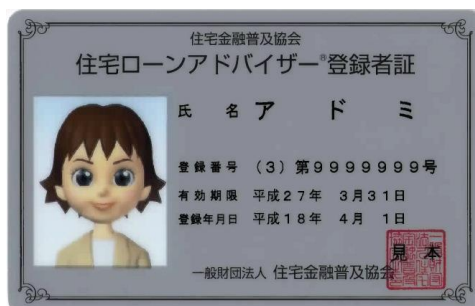 住宅金融普及協会
住宅ローンアドバイザー®登録者証
氏 名 ア ド ミ
登録番号 (3)第9999999号
有効期限 平成27年 3月31日
登録年月日 平成18年 4月 1日
見 本
一般財団法人 住宅金融普及協会